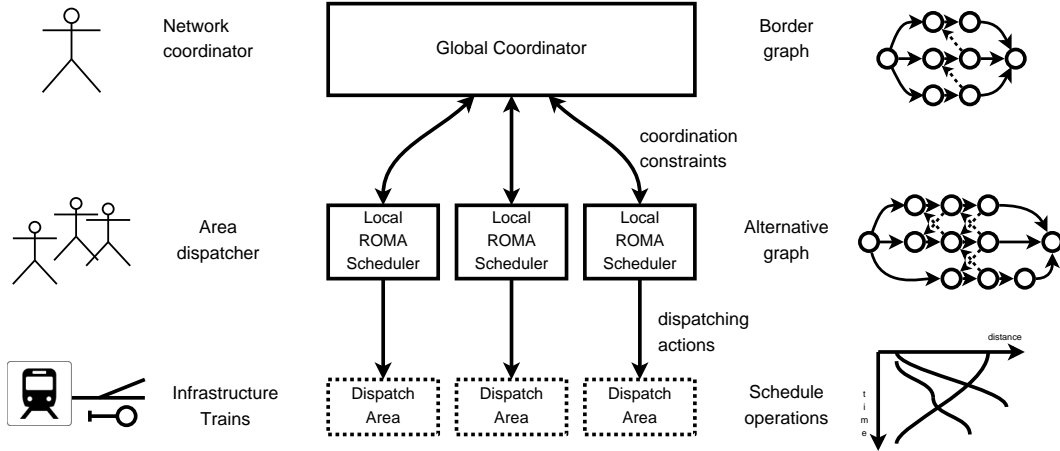 Network
coordinator
Global Coordinator
Border
graph
coordination
constraints
Area
dispatcher
Local
ROMA
Scheduler
Local
ROMA
Scheduler
Local
ROMA
Scheduler
Alternative
graph
dispatching
actions
Infrastructure
Trains
Dispatch
Area
Dispatch
Area
Dispatch
Area
Schedule
operations
distance
t
i
m
e